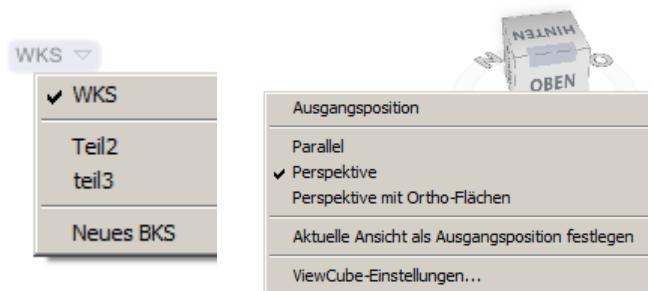 WKS
WKS
Teil2
teil3
Neues BKS
HINTEN
N
O
OBEN
Ausgangsposition
Parallel
Perspektive
Perspektive mit Ortho-Flächen
Aktuelle Ansicht als Ausgangsposition festlegen
ViewCube-Einstellungen...